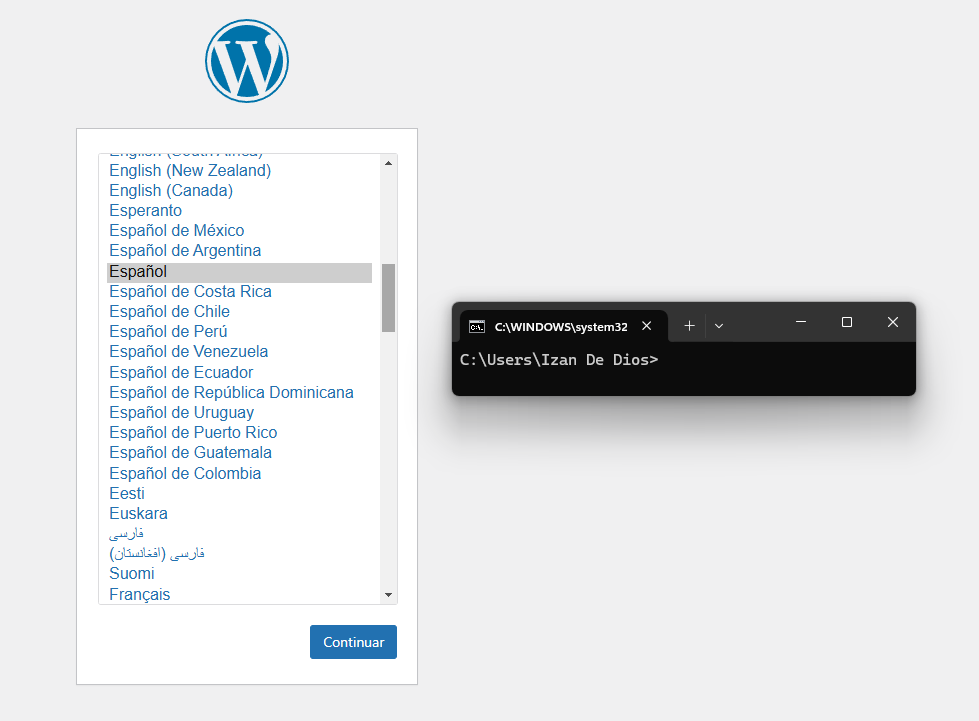 English (South Africa)
English (New Zealand)
English (Canada)
Esperanto
Español de México
Español de Argentina
Español
Español de Costa Rica
Español de Chile
Español de Perú
Español de Venezuela
Español de Ecuador
Español de República Dominicana
Español de Uruguay
Español de Puerto Rico
Español de Guatemala
Español de Colombia
Eesti
Euskara
فارسی
فارسی (افغانستان)
Suomi
Français
Continuar
C:\WINDOWS\system32
C:\Users\Izan De Dios>